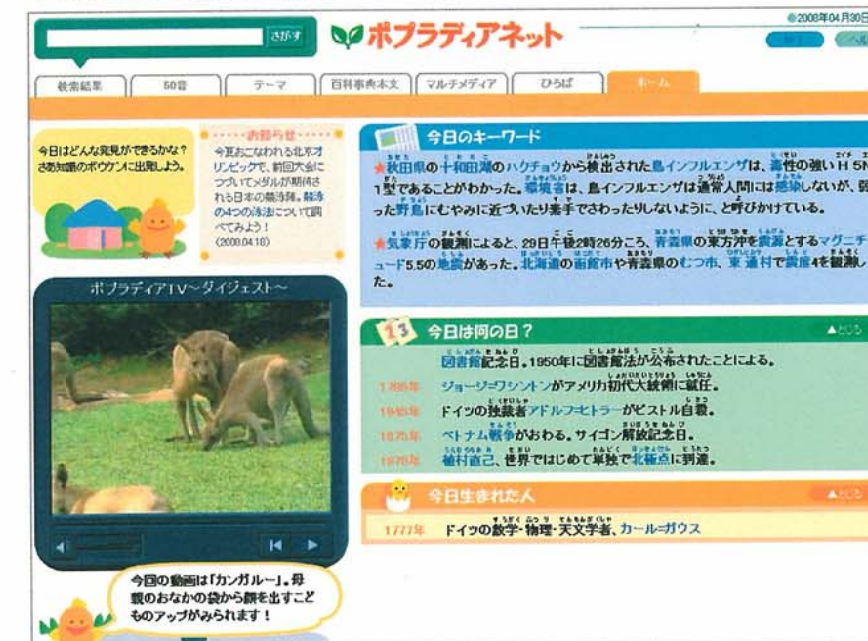 ©2008年04月30日
さがす
ポプラディアネット
検索結果
50音
テーマ
百科事典本文
マルチメディア
ひろば
ホーム
今日はどんな発見ができるかな?
さあ知識のボウケンに出発しよう。
お知らせ
今夏おこなわれる北京オ
リンピックで、前回大会に
つづいてメダルが期待さ
れる日本の競泳陣。競泳
の4つの泳法について調
べてみよう!
(2008.04.18)
ポプラディアTV~ダイジェスト~
今回の動画は「カンガルー」。母
親のおなかの袋から顔を出すこど
ものアップがみられます!
今日のキーワード
★秋田県の十和田湖のハクチョウから検出された鳥インフルエンザは、毒性の強いH5N
1型であることがわかった。環境省は、鳥インフルエンザは通常人間には感染しないが、弱
った野鳥にむやみに近づいたり素手でさわったりしないように、と呼びかけている。
★気象庁の観測によると、29日午後2時26分ころ、青森県の東方沖を震源とするマグニチ
ュード5.5の地震があった。北海道の函館市や青森県のむつ市、東通村で震度4を観測し
た。
今日は何の日?
▲とじる
図書館記念日。1950年に図書館法が公布されたことによる。
1789年 ジョージ=ワシントンがアメリカ初代大統領に就任。
1945年 ドイツの独裁者アドルフ=ヒトラーがピストル自殺。
1975年 ベトナム戦争がおわる。サイゴン解放記念日。
1978年 植村直己、世界ではじめて単独で北極点に到達。
今日生まれた人
▲とじる
1777年 ドイツの数学・物理・天文学者、カール=ガウス